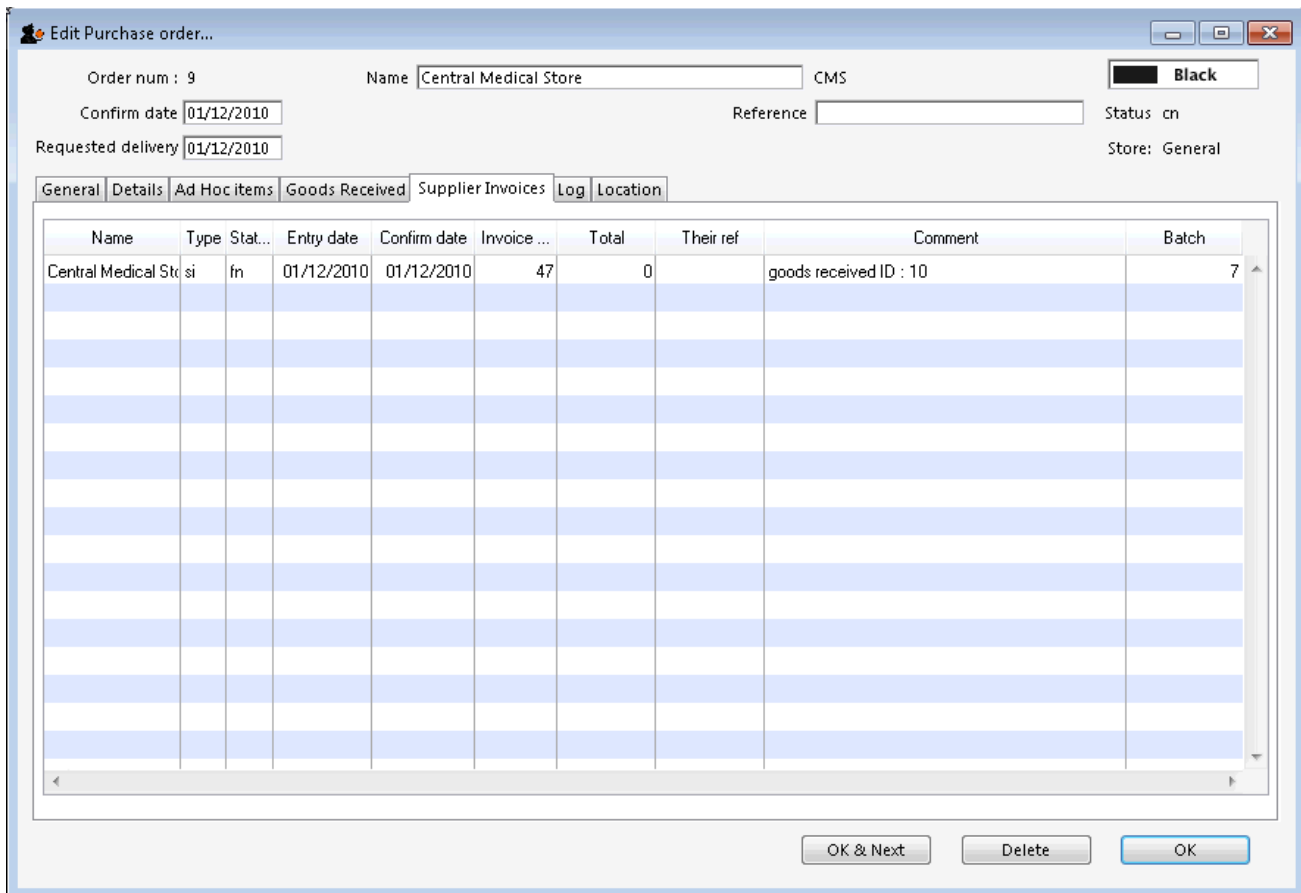 Edit Purchase order...
Order num : 9 Name Central Medical Store CMS Black
Confirm date 01/12/2010 Reference Status cn
Requested delivery 01/12/2010 Store: General
General Details Ad Hoc items Goods Received Supplier Invoices Log Location
Name Type Stat... Entry date Confirm date Invoice ... Total Their ref Comment Batch
Central Medical Sto si fn 01/12/2010 01/12/2010 47 0 goods received ID : 10 7
OK & Next Delete OK